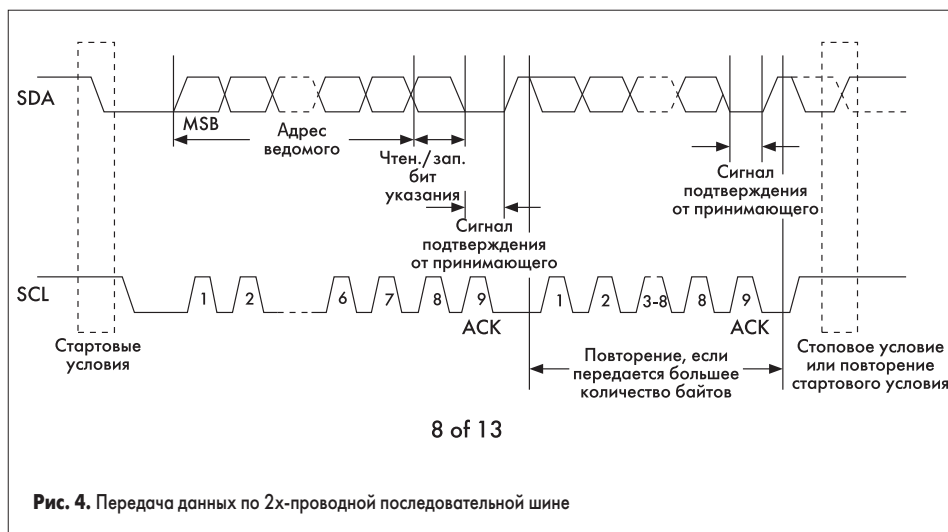 SDA
MSB
Адрес
ведомого
Чтен./зап.
бит
указания
Сигнал
подтверждения
от принимающего
Сигнал
подтверждения
от принимающего
SCL
1 2 6 7 8 9 1 2 3-8 8 9
ACK
ACK
Стартовые
условия
Повторение, если
передается большее
количество байтов
Стоповое условие
или повторение
стартового условия
8 of 13
Рис. 4. Передача данных по 2х-проводной последовательной шине